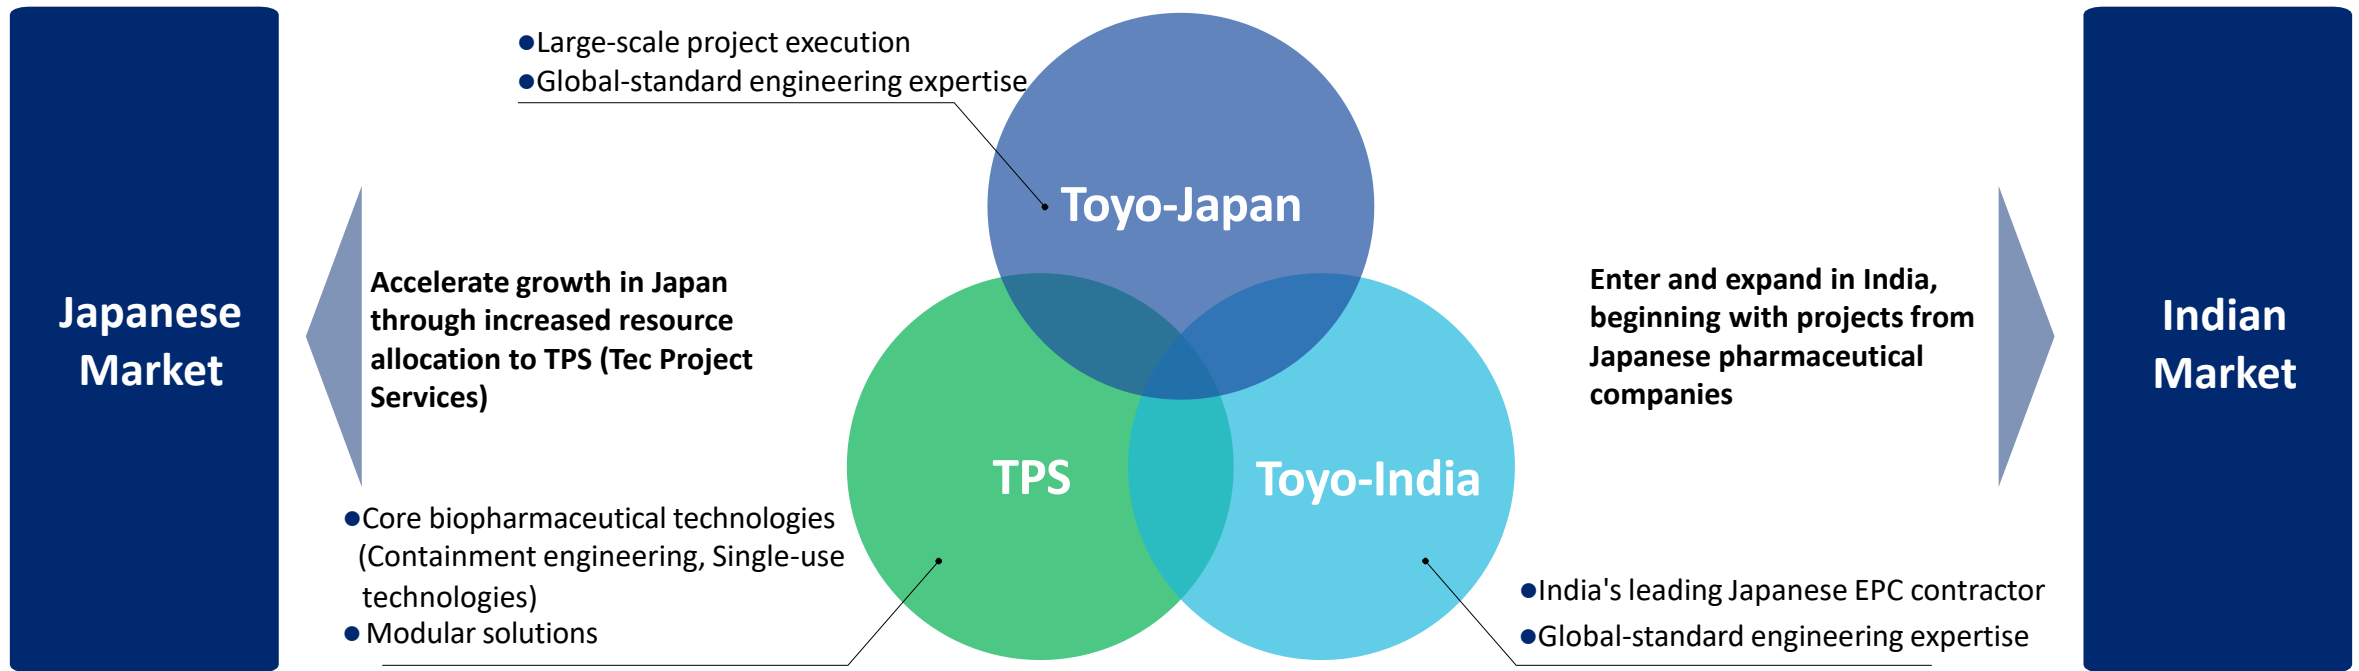 Japanese
Market
●Large-scale project execution
●Global-standard engineering expertise
Accelerate growth in Japan
through increased resource
allocation to TPS (Tec Project
Services)
●Core biopharmaceutical technologies
(Containment engineering, Single-use
technologies)
● Modular solutions
Toyo-Japan
TPS
Toyo-India
Enter and expand in India,
beginning with projects from
Japanese pharmaceutical
companies
●India's leading Japanese EPC contractor
●Global-standard engineering expertise
Indian
Market